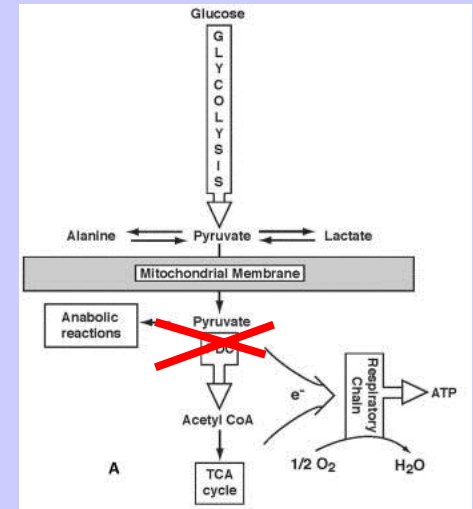 Glucose
GLYCOLYSIS
Alanine Pyruvate Lactate
Mitochondrial Membrane
Anabolic
reactions
Pyruvate
e-
Respiratory
Chain
ATP
Acetyl CoA
1/2 O2 H2O
A
TCA
cycle